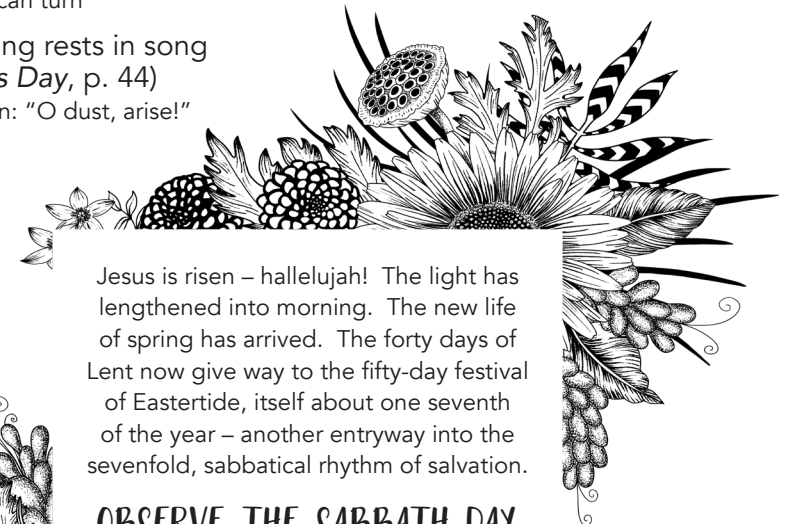 can turn
ng rests in song
s Day, p. 44)
n: “O dust, arise!”
Jesus is risen – hallelujah!  The light has
lengthened into morning.  The new life
of spring has arrived.  The forty days of
Lent now give way to the fifty-day festival
of Eastertide, itself about one seventh
of the year – another entryway into the
sevenfold, sabbatical rhythm of salvation.
OBSERVE THE SABBATH DAY